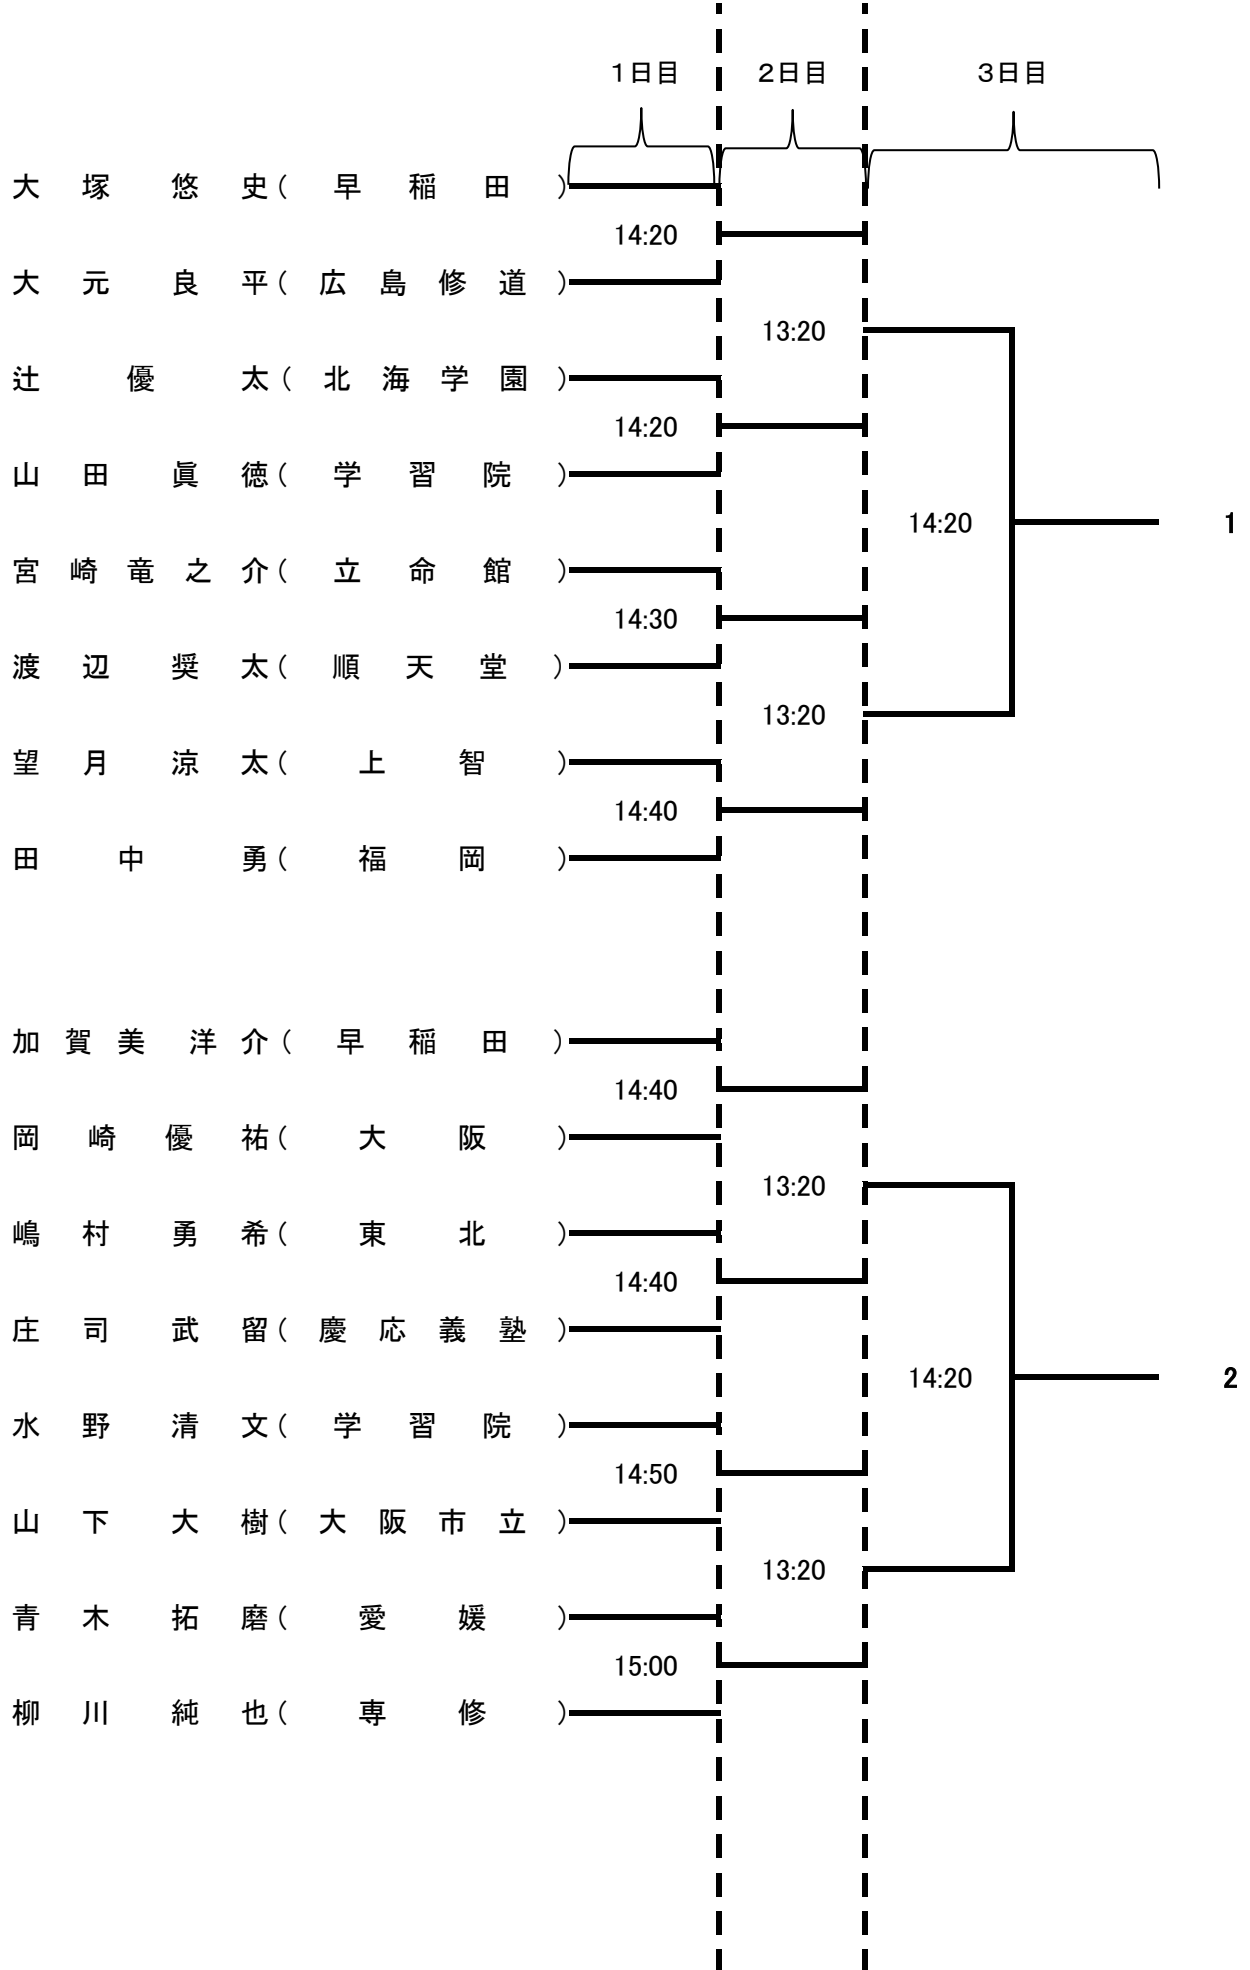 １日目 ２日目 ３日目
大塚悠史(早稲田)
14:20
大元良平(広島修道)
13:20
辻優太(北海学園)
14:20
山田眞徳(学習院)
14:20 1
宮崎竜之介(立命館)
14:30
渡辺奨太(順天堂)
13:20
望月涼太(上智)
14:40
田中勇(福岡)
加賀美洋介(早稲田)
14:40
岡崎優祐(大阪)
13:20
嶋村勇希(東北)
14:40
庄司武留(慶応義塾)
14:20 2
水野清文(学習院)
14:50
山下大樹(大阪市立)
13:20
青木拓磨(愛媛)
15:00
柳川純也(専修)